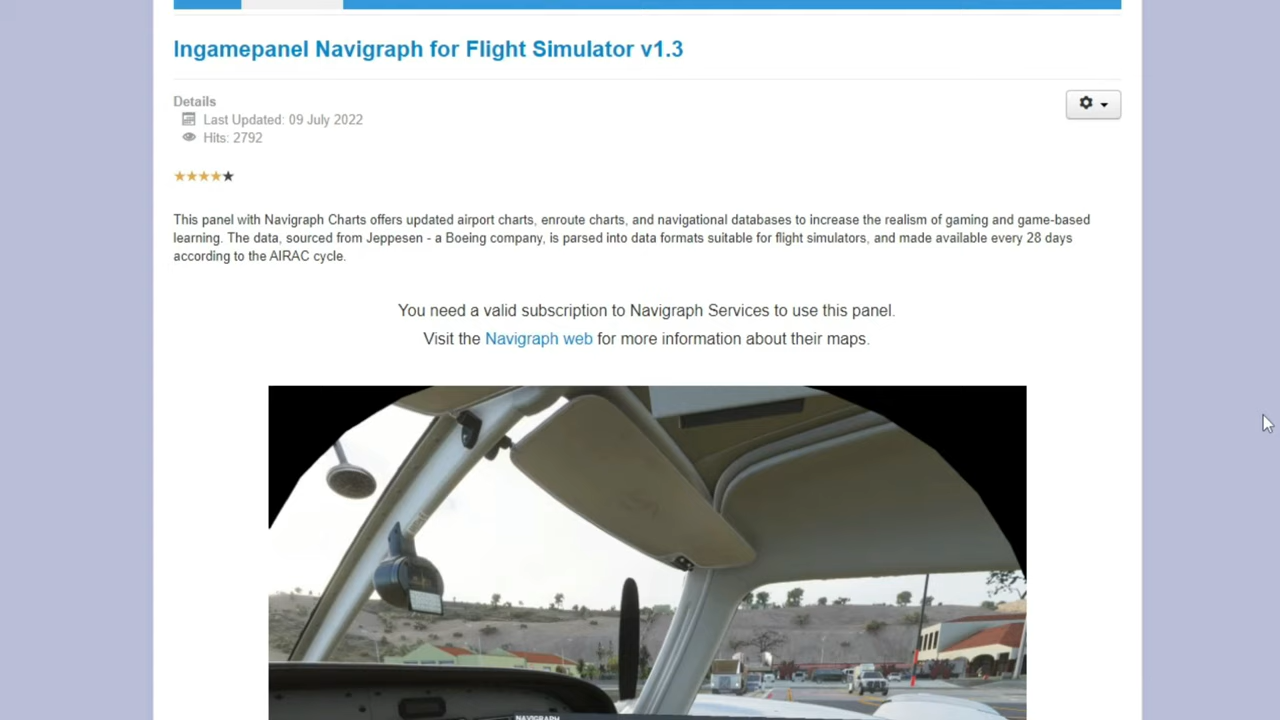 Ingamepanel Navigraph for Flight Simulator v1.3
Details
Last Updated: 09 July 2022
Hits: 2792
This panel with Navigraph Charts offers updated airport charts, enroute charts, and navigational databases to increase the realism of gaming and game-based
learning. The data, sourced from Jeppesen - a Boeing company, is parsed into data formats suitable for flight simulators, and made available every 28 days
according to the AIRAC cycle.
You need a valid subscription to Navigraph Services to use this panel.
Visit the Navigraph web for more information about their maps.
NAVIGRAPH